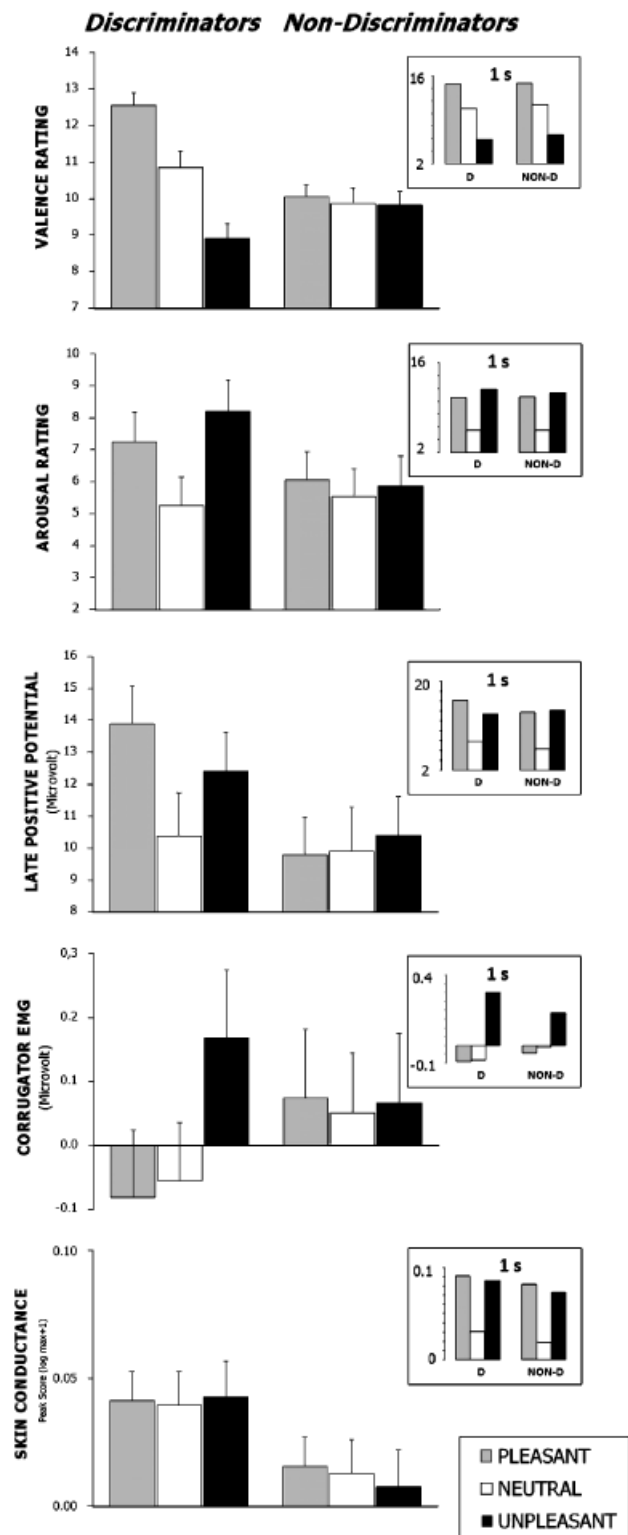 Discriminators Non-Discriminators
VALENCE RATING
14
13
12
11
10
9
8
7
1 s
16
2
D NON-D
AROUSAL RATING
10
9
8
7
6
5
4
3
2
1 s
16
2
D NON-D
LATE POSITIVE POTENTIAL
(Microvolt)
16
15
14
13
12
11
10
9
8
1 s
20
2
D NON-D
CORRUGATOR EMG
(Microvolt)
0,3
0.2
0.1
0.0
-0.1
1 s
0.4
-0.1
D NON-D
SKIN CONDUCTANCE
Peak Score (log max+1)
0.10
0.05
0.00
1 s
0.1
0
D NON-D
PLEASANT
NEUTRAL
UNPLEASANT